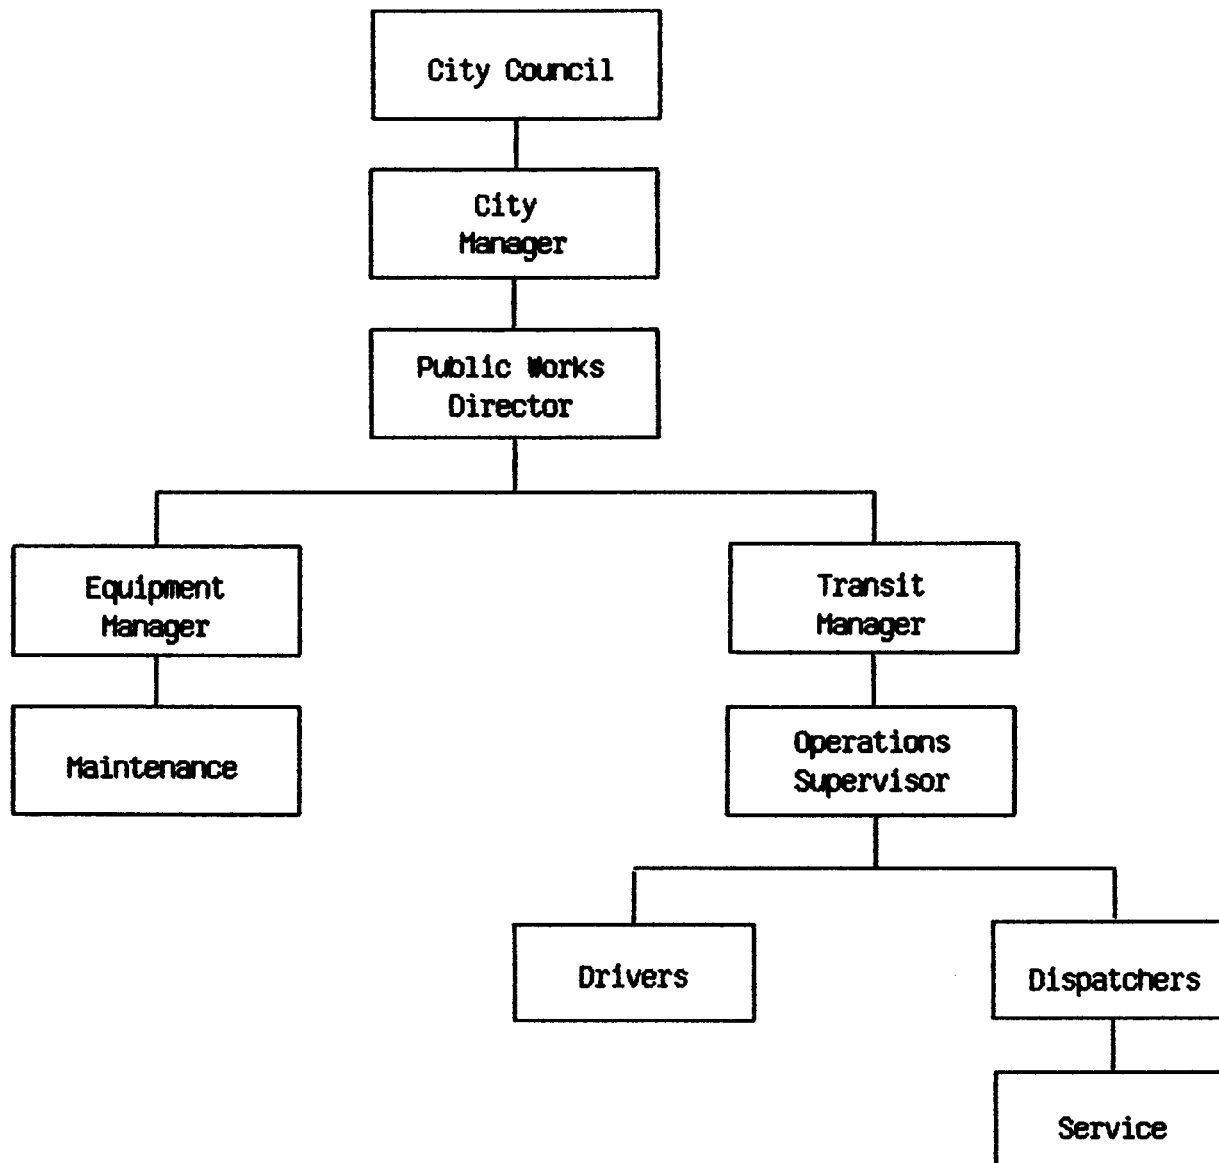 City Council
City
Manager
Public Works
Director
Equipment
Manager
Transit
Manager
Maintenance
Operations
Supervisor
Drivers
Dispatchers
Service